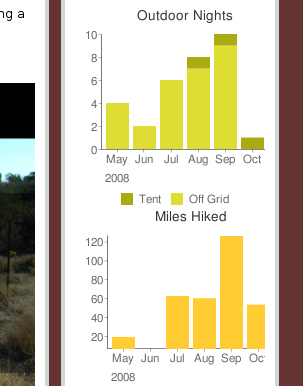 ng a
Outdoor Nights
10
8
6
4
2
0
May Jun Jul Aug Sep Oct
2008
Tent Off Grid
Miles Hiked
120
100
80
60
40
20
May Jun Jul Aug Sep Oc
2008